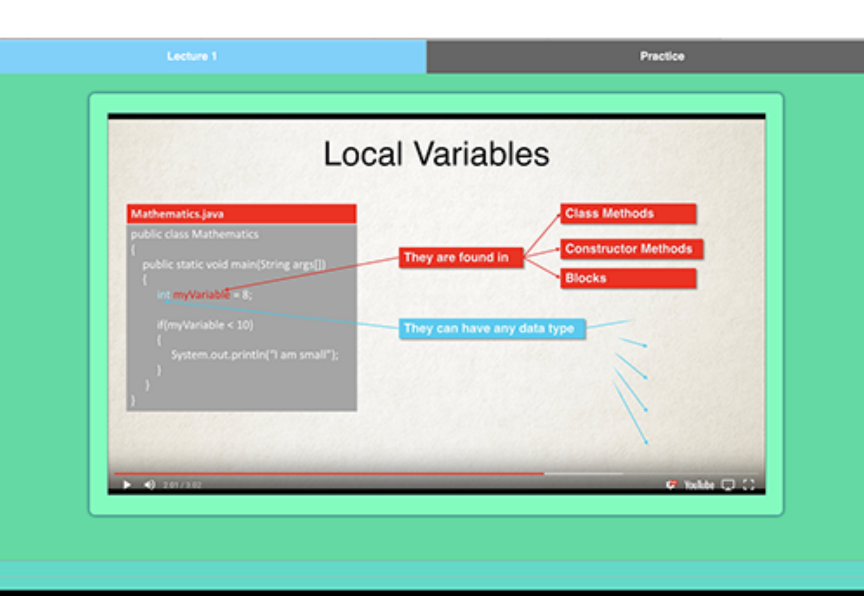 Lecture 1
Practice
Local Variables
Mathematics.java
public class Mathematics
{
public static void main(String args[])
{
int myVariable = 8;
if(myVariable < 10)
{
System.out.println("I am small");
}
}
}
They are found in
Class Methods
Constructor Methods
Blocks
They can have any data type
2:01 / 3:02
YouTube